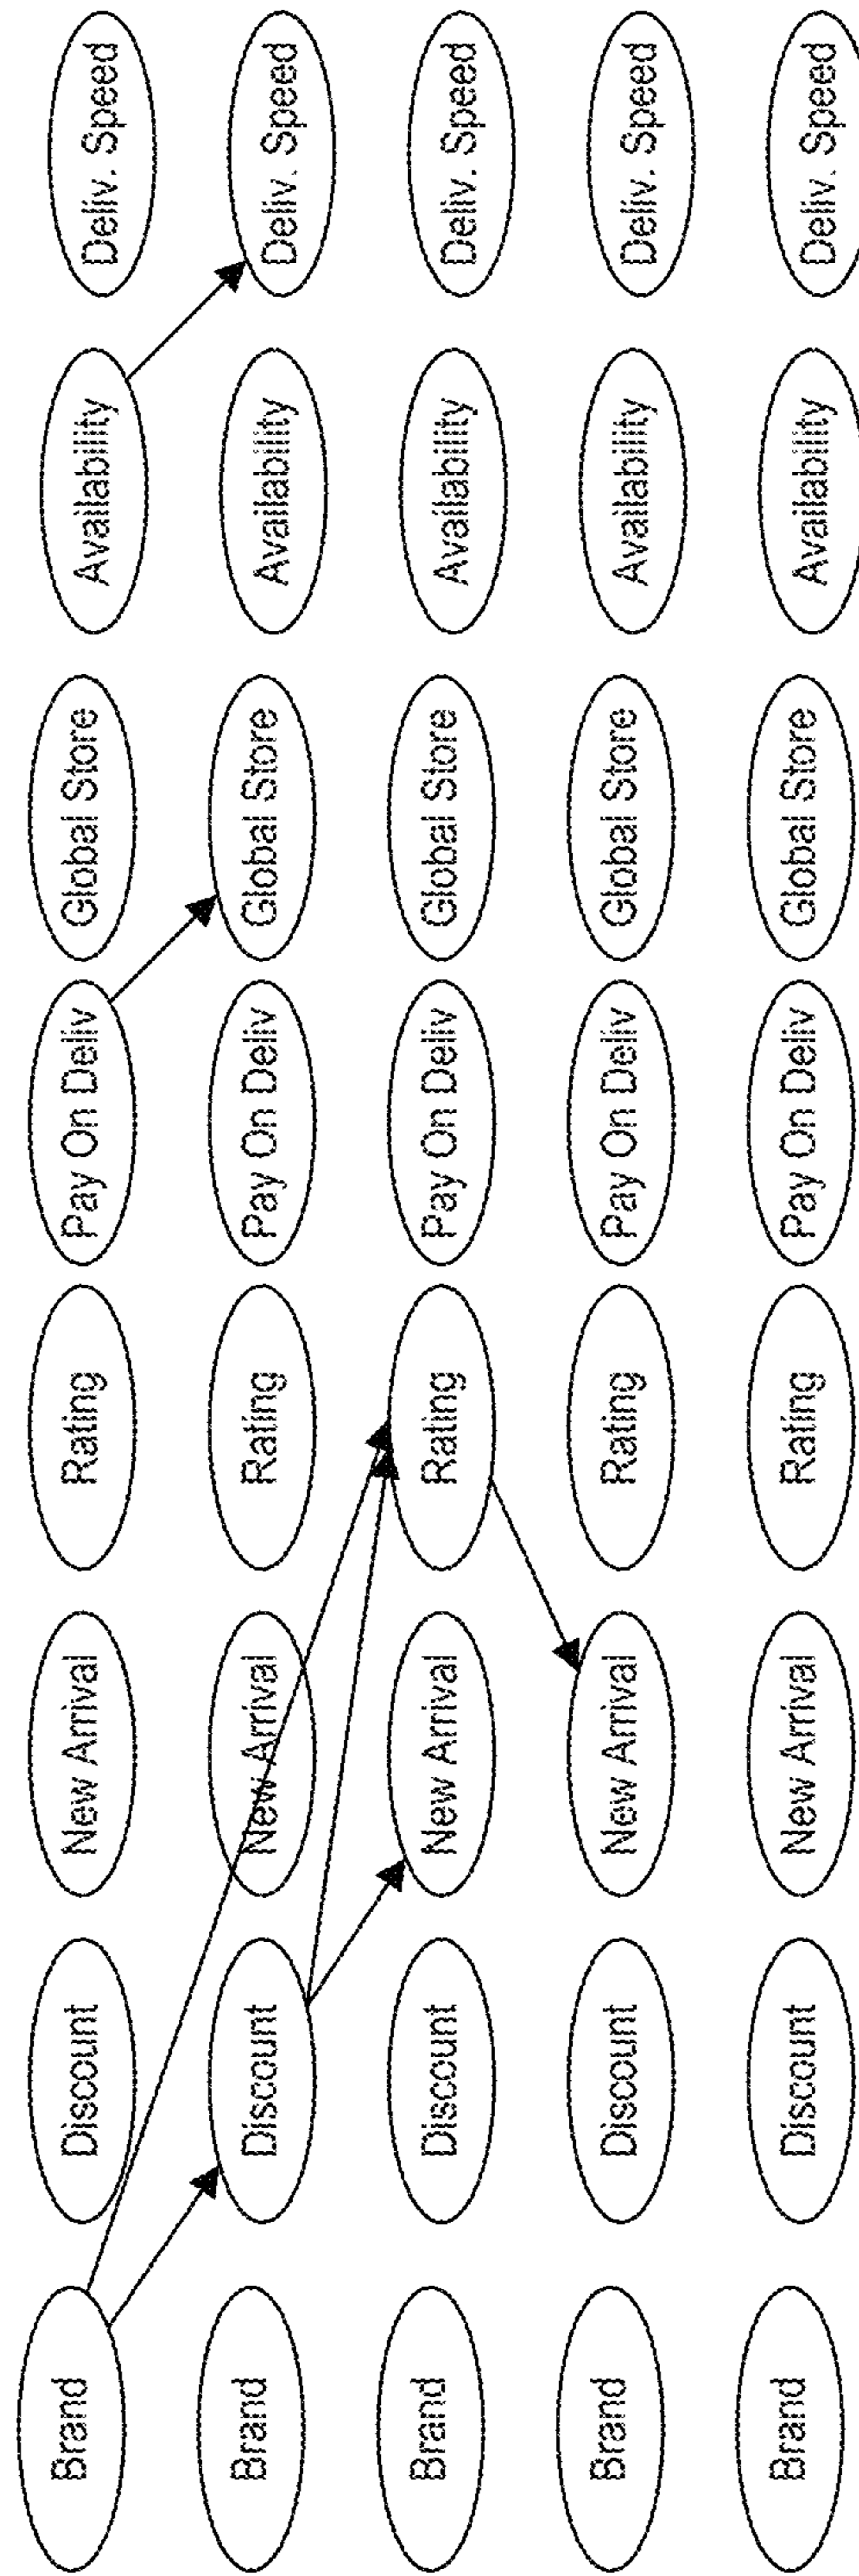 Brand
Discount
New Arrival
Rating
Pay On Deliv
Global Store
Availability
Deliv. Speed
Brand
Discount
New Arrival
Rating
Pay On Deliv
Global Store
Availability
Deliv. Speed
Brand
Discount
New Arrival
Rating
Pay On Deliv
Global Store
Availability
Deliv. Speed
Brand
Discount
New Arrival
Rating
Pay On Deliv
Global Store
Availability
Deliv. Speed
Brand
Discount
New Arrival
Rating
Pay On Deliv
Global Store
Availability
Deliv. Speed